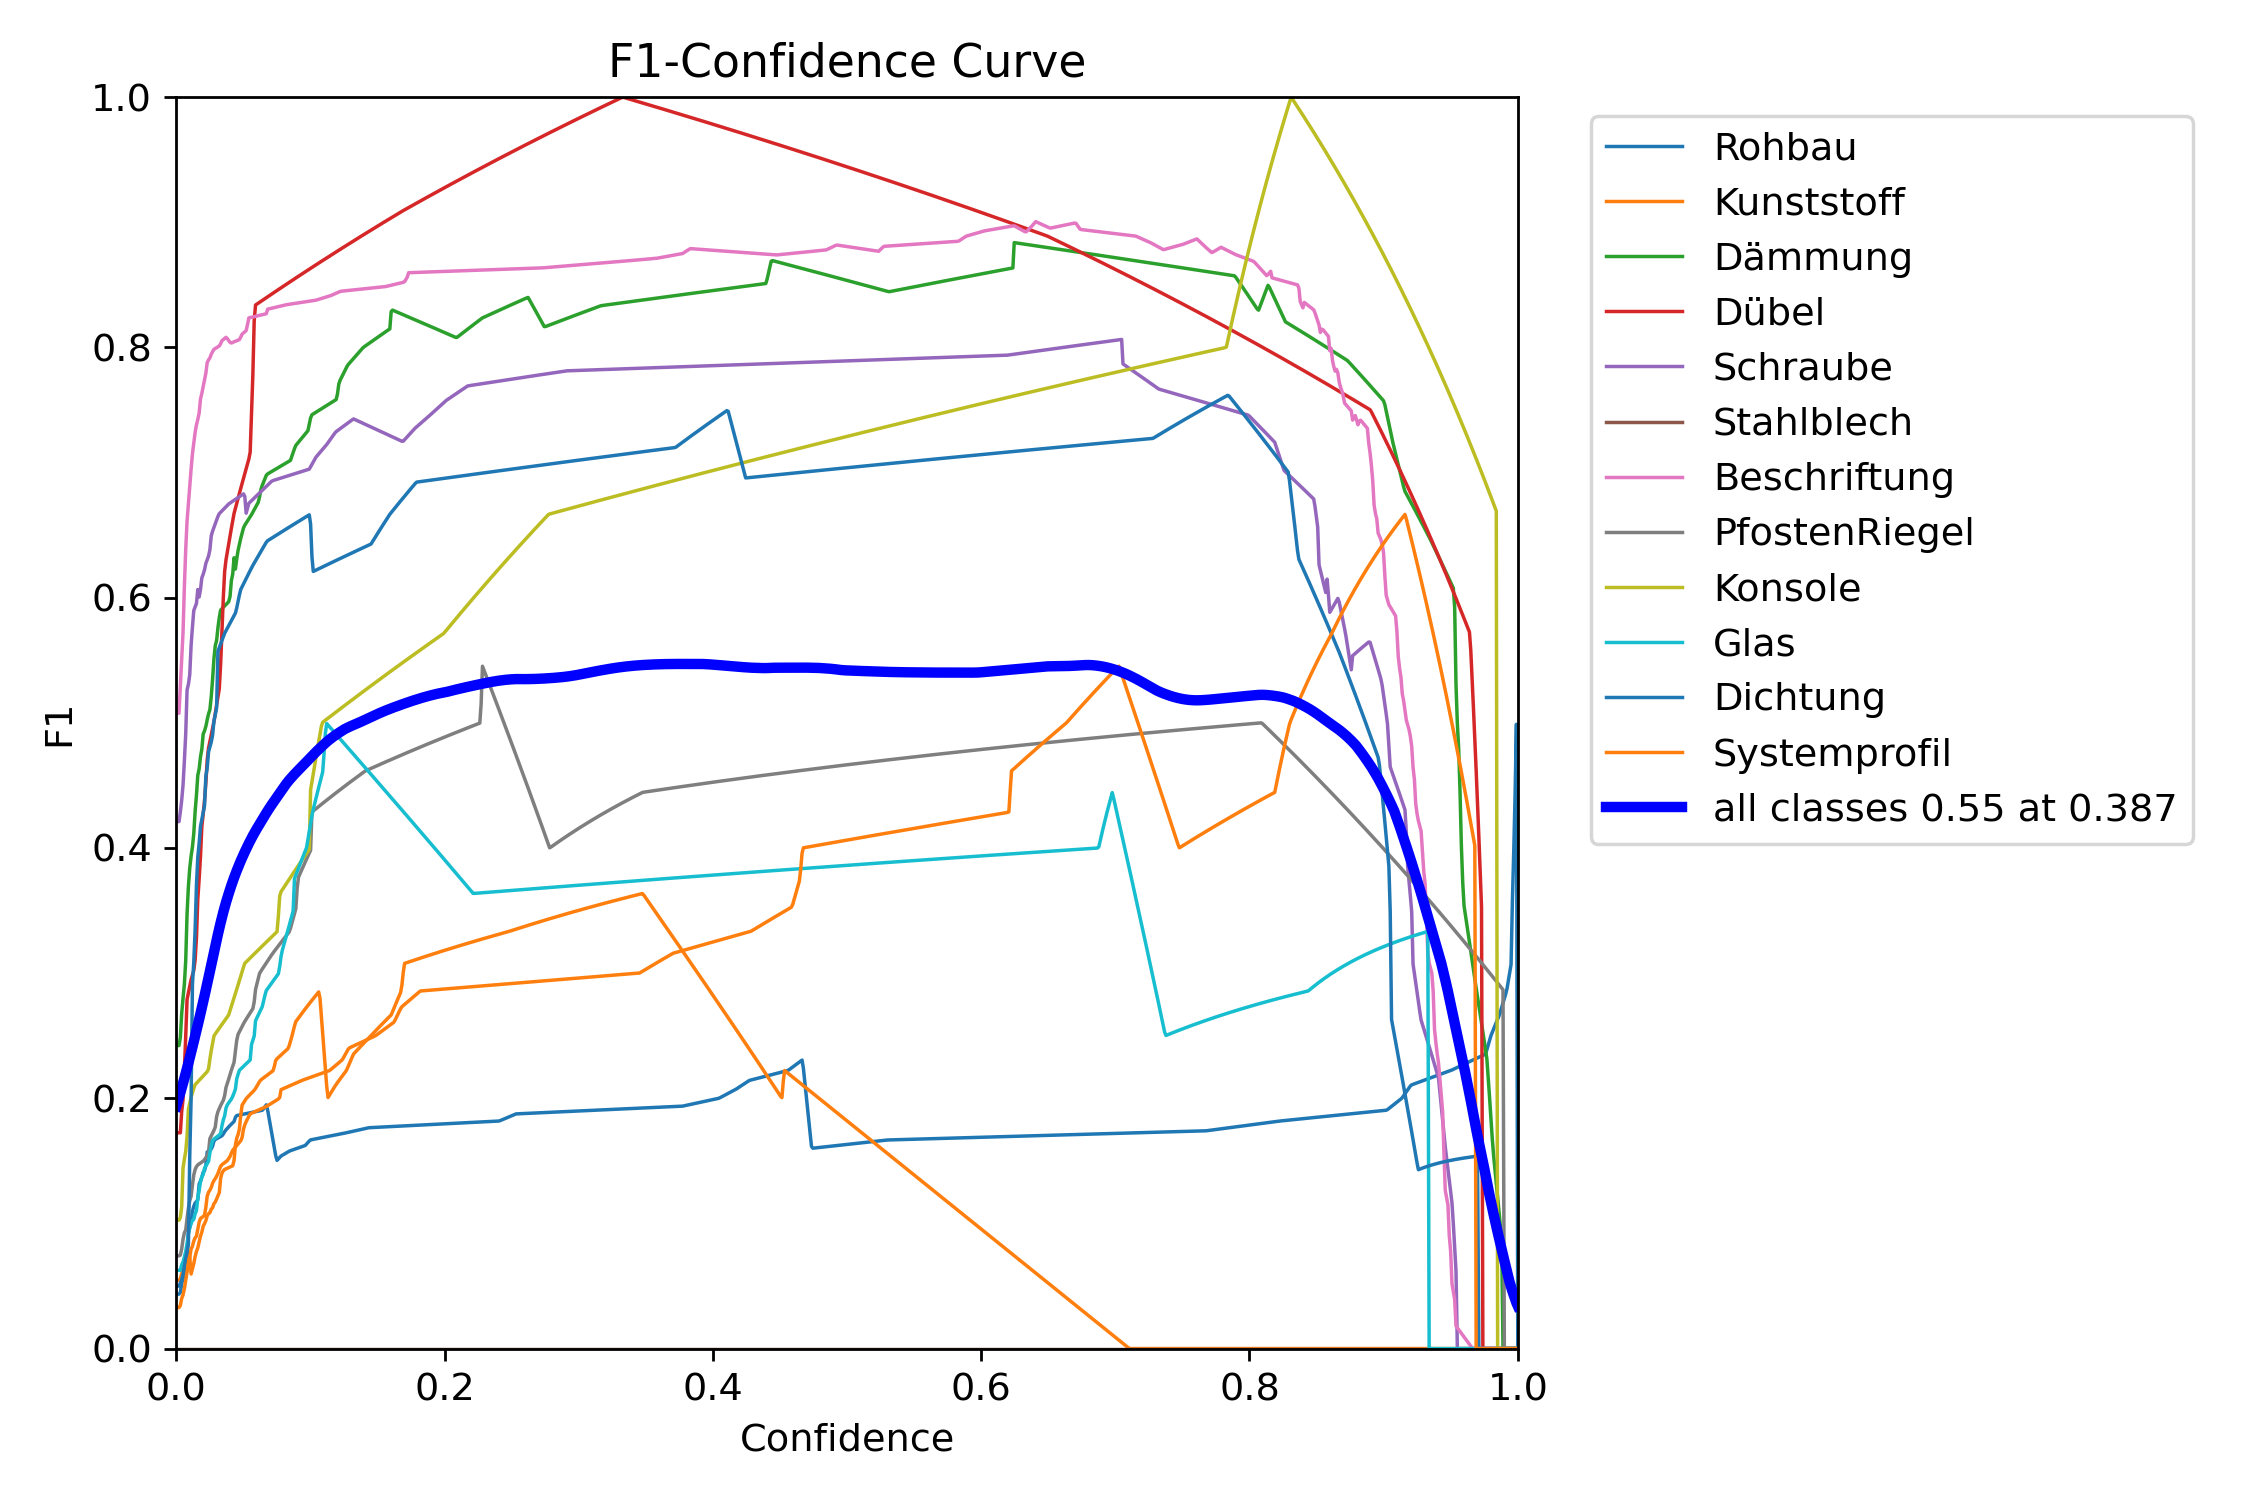 F1-Confidence Curve
1.0
0.8
0.6
0.4
0.2
0.0
F1
0.0 0.2 0.4 0.6 0.8 1.0
Confidence
Rohbau
Kunststoff
Dämmung
Dübel
Schraube
Stahlblech
Beschriftung
PfostenRiegel
Konsole
Glas
Dichtung
Systemprofil
all classes 0.55 at 0.387